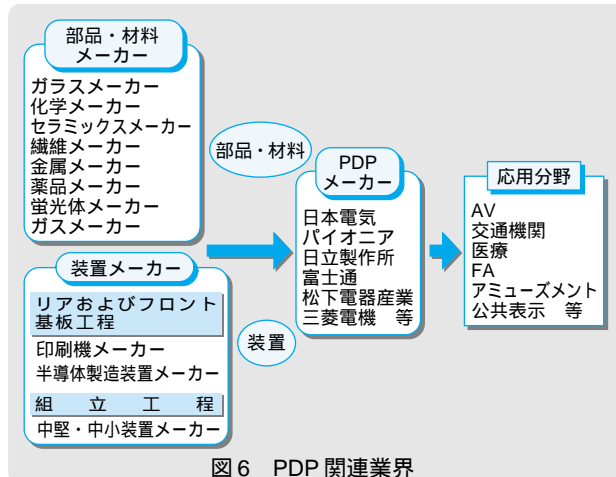 部品・材料
メーカー
ガラスメーカー
化学メーカー
セラミックスメーカー
繊維メーカー
金属メーカー
薬品メーカー
蛍光体メーカー
ガスメーカー
部品・材料
装置メーカー
リアおよびフロント
基板工程
印刷機メーカー
半導体製造装置メーカー
組立工程
中堅・中小装置メーカー
装置
PDP
メーカー
日本電気
パイオニア
日立製作所
富士通
松下電器産業
三菱電機 等
応用分野
AV
交通機関
医療
FA
アミューズメント
公共表示 等
図6 PDP関連業界